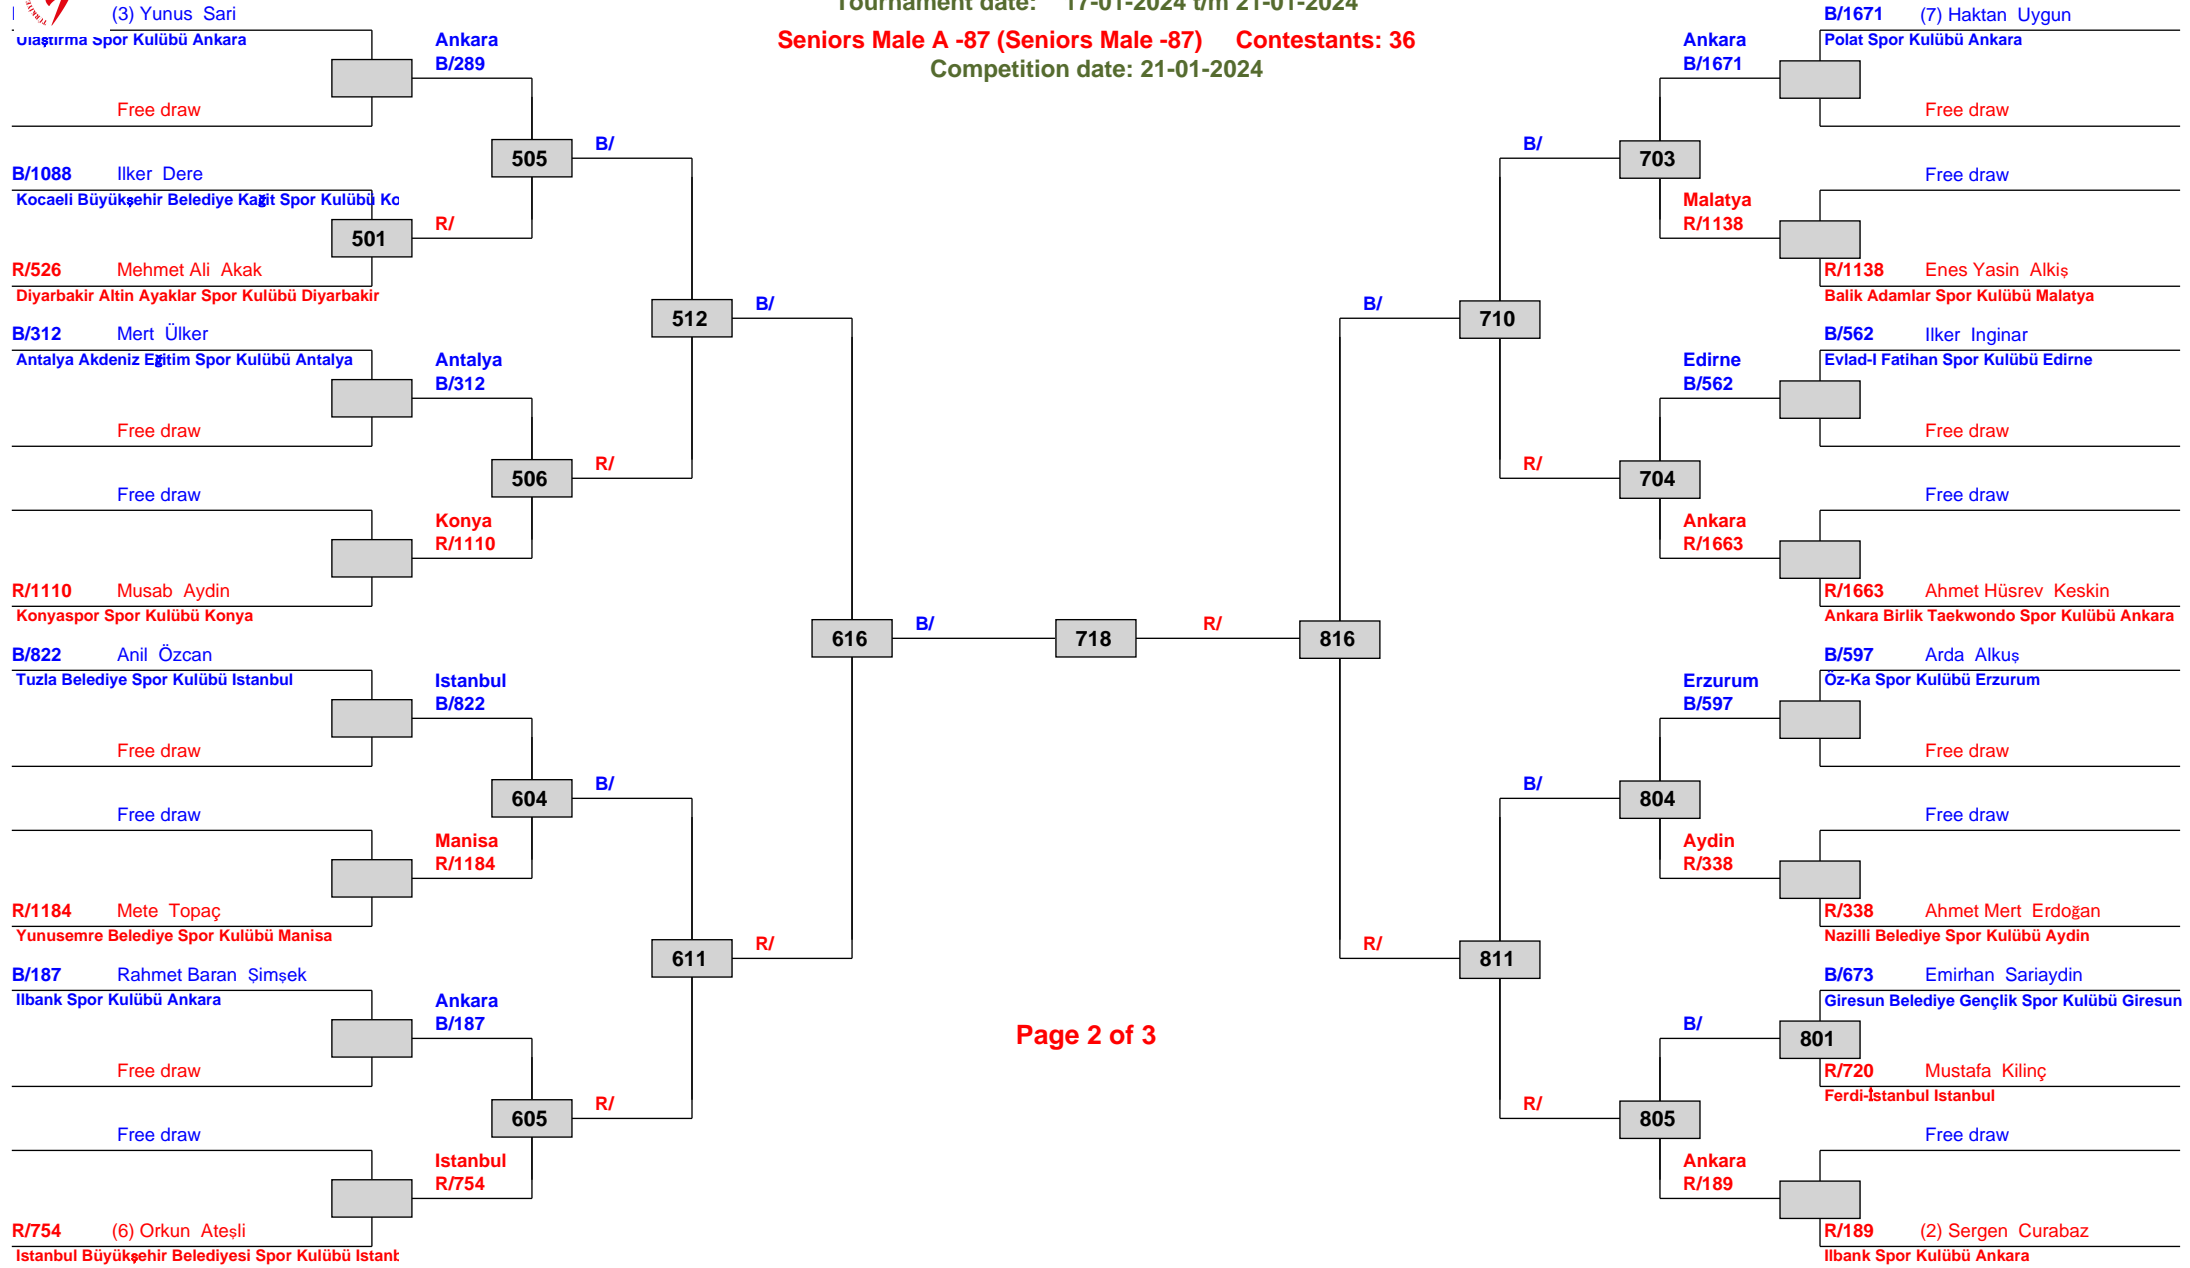 Tournament date: 17-01-2024 t/m 21-01-2024
Seniors Male A -87 (Seniors Male -87) Contestants: 36
Competition date: 21-01-2024
(3) Yunus Sari
Ulaştirma Spor Kulübü Ankara
Free draw
B/1088 Ilker Dere
Kocaeli Büyükşehir Belediye Kağit Spor Kulübü Ko
R/526 Mehmet Ali Akak
Diyarbakir Altin Ayaklar Spor Kulübü Diyarbakir
B/312 Mert Ülker
Antalya Akdeniz Eğitim Spor Kulübü Antalya
Free draw
Free draw
R/1110 Musab Aydin
Konyaspor Spor Kulübü Konya
B/822 Anil Özcan
Tuzla Belediye Spor Kulübü Istanbul
Free draw
Free draw
R/1184 Mete Topaç
Yunusemre Belediye Spor Kulübü Manisa
B/187 Rahmet Baran Şimşek
Ilbank Spor Kulübü Ankara
Free draw
Free draw
R/754 (6) Orkun Ateşli
Istanbul Büyükşehir Belediyesi Spor Kulübü Istanb
501
Ankara
B/289
R/
Antalya
B/312
Konya
R/1110
Istanbul
B/822
Manisa
R/1184
Ankara
B/187
Istanbul
R/754
505
506
604
605
B/
R/
B/
R/
512
611
B/
R/
616
B/
718
R/
816
B/
R/
710
811
B/
R/
B/
R/
703
704
804
805
Ankara
B/1671
Malatya
R/1138
Edirne
B/562
Ankara
R/1663
Erzurum
B/597
Aydin
R/338
B/
Ankara
R/189
801
B/1671 (7) Haktan Uygun
Polat Spor Kulübü Ankara
Free draw
Free draw
R/1138 Enes Yasin Alkiş
Balik Adamlar Spor Kulübü Malatya
B/562 Ilker Inginar
Evlad-I Fatihan Spor Kulübü Edirne
Free draw
Free draw
R/1663 Ahmet Hüsrev Keskin
Ankara Birlik Taekwondo Spor Kulübü Ankara
B/597 Arda Alkuş
Öz-Ka Spor Kulübü Erzurum
Free draw
Free draw
R/338 Ahmet Mert Erdoğan
Nazilli Belediye Spor Kulübü Aydin
B/673 Emirhan Sariaydin
Giresun Belediye Gençlik Spor Kulübü Giresun
R/720 Mustafa Kilinç
Ferdi-İstanbul Istanbul
Free draw
R/189 (2) Sergen Curabaz
Ilbank Spor Kulübü Ankara
Page 2 of 3